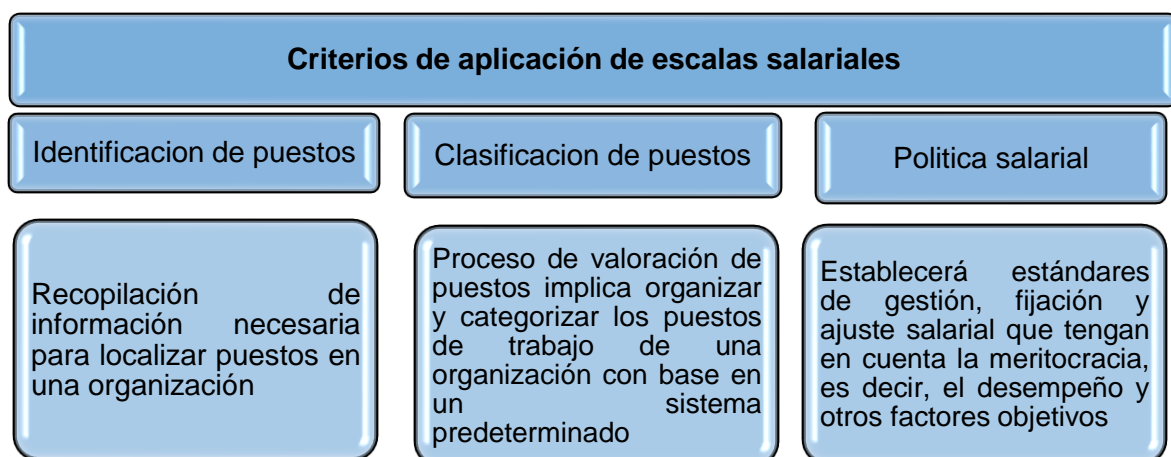 Criterios de aplicación de escalas salariales
Identificacion de puestos
Clasificacion de puestos
Politica salarial
Recopilación de
información necesaria
para localizar puestos en
una organización
Proceso de valoración de
puestos implica organizar
y categorizar los puestos
de trabajo de una
organización con base en
un sistema
predeterminado
Establecerá estándares
de gestión, fijación y
ajuste salarial que tengan
en cuenta la meritocracia,
es decir, el desempeño y
otros factores objetivos